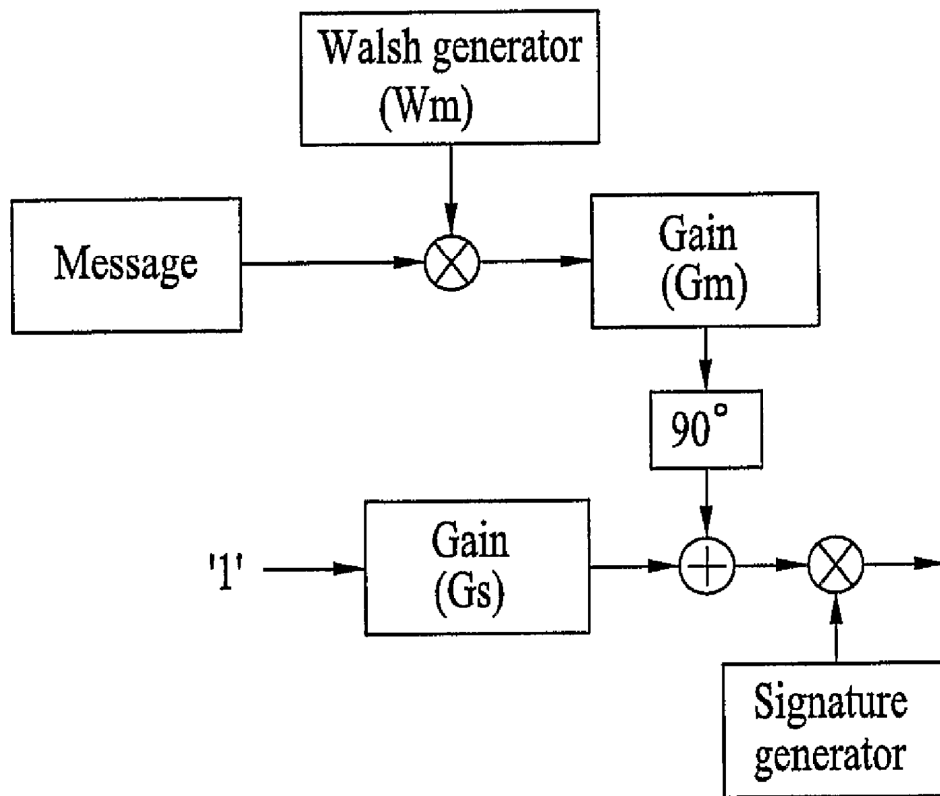 Walsh generator
(Wm)
Message
Gain
(Gm)
90°
'1'
Gain
(Gs)
Signature
generator